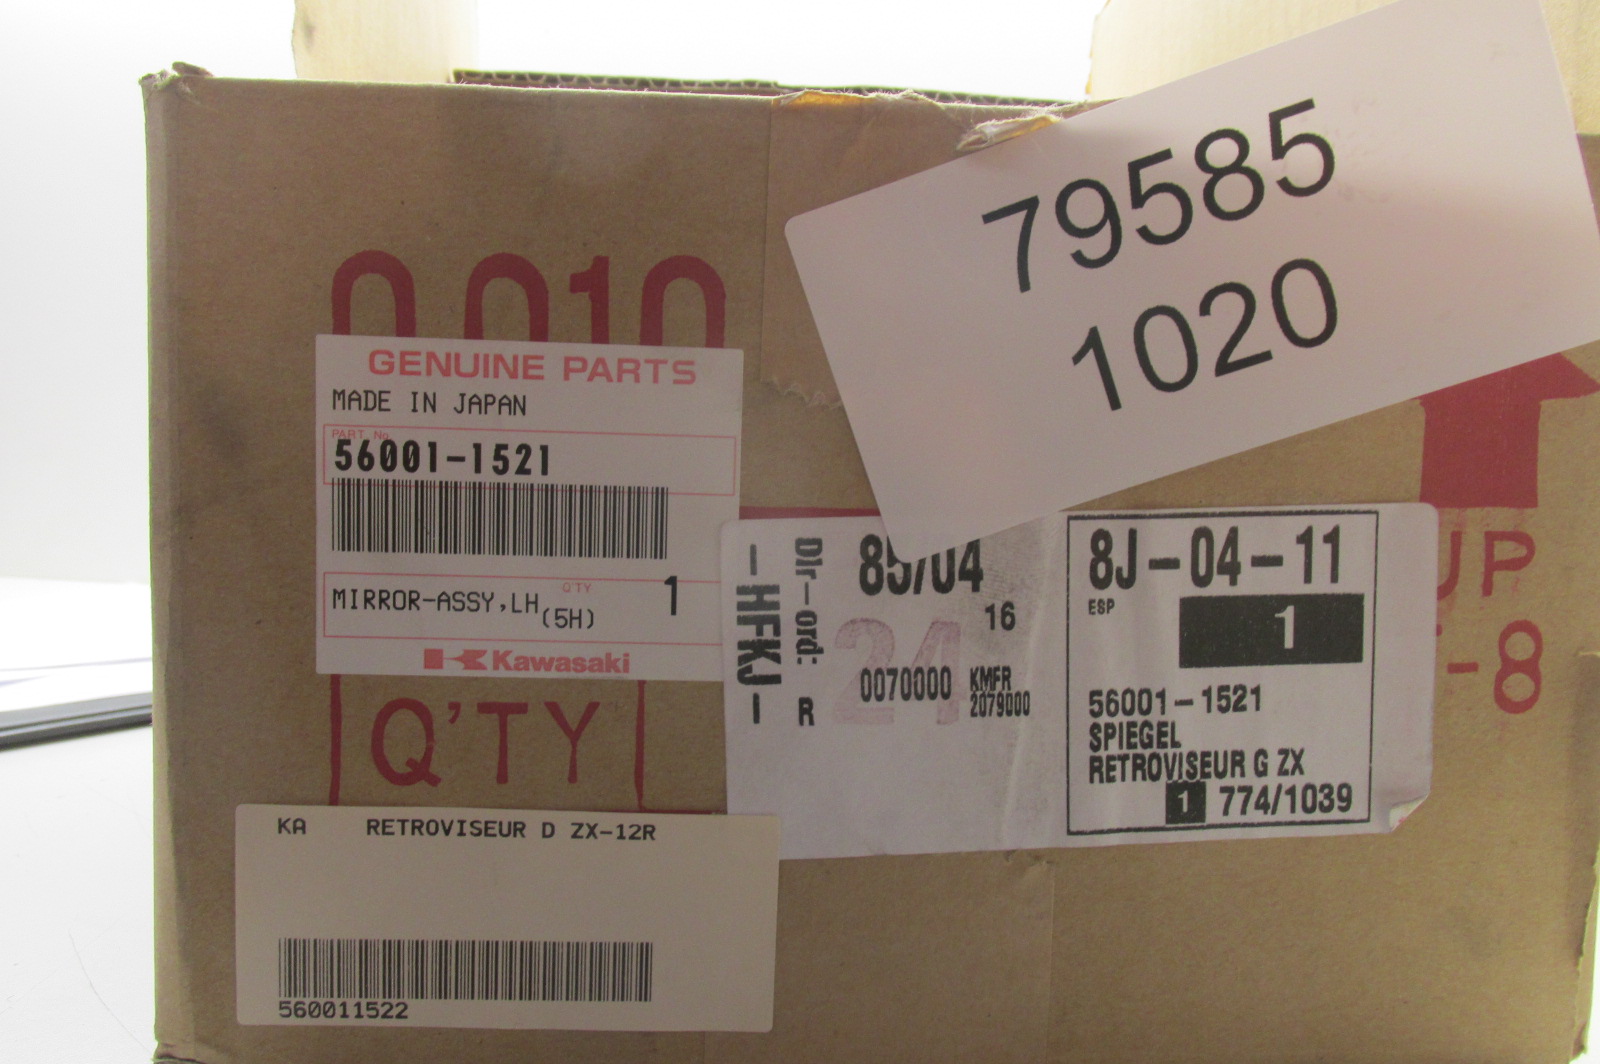 79585
1020
0.010
GENUINE PARTS
MADE IN JAPAN
PART No.
56001-1521
Q'TY
MIRROR-ASSY,LH(5H) 1
Kawasaki
Q'TY
-HFKJ-
Dlr-ord:
R
16
24
0070000
KMFR
2079000
8J-04-11
ESP
1
56001-1521
SPIEGEL
RETROVISEUR G ZX
1 774/1039
UP
-8
KA RETROVISEUR D ZX-12R
560011522